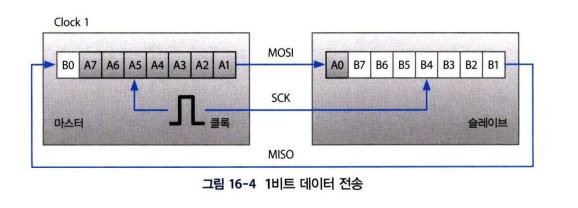 Clock 1
B0 A7 A6 A5 A4 A3 A2 A1
MOSI
A0 B7 B6 B5 B4 B3 B2 B1
SCK
마스터
클록
슬레이브
MISO
그림 16-4 1비트 데이터 전송